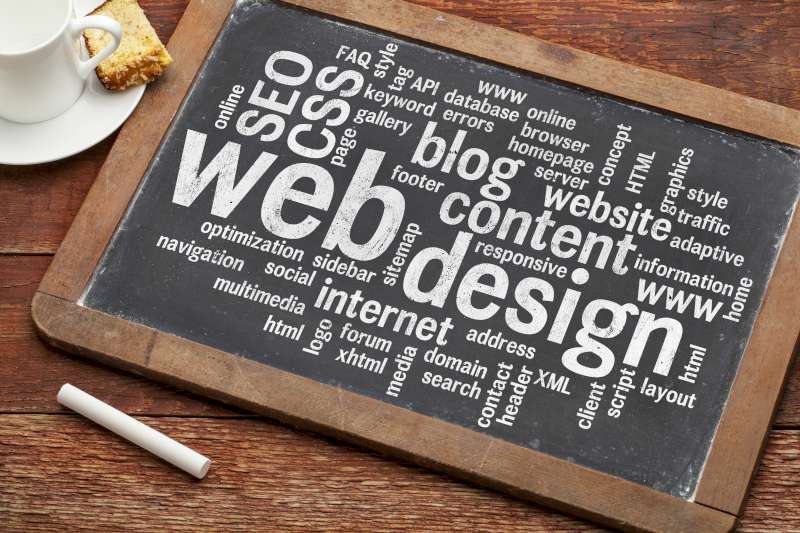 FAQ
style
SEO
CSS
tag
API
www
keyword
database
online
online
gallery
errors
browser
page
homepage
concept
blog
server
HTML
graphics
web
footer
website
style
content
traffic
optimization
sitemap
responsive
adaptive
navigation
sidebar
design
information
social
www
home
multimedia
internet
html
logo
forum
address
xhtml
media
domain
XML
html
search
contact
header
client
script
layout